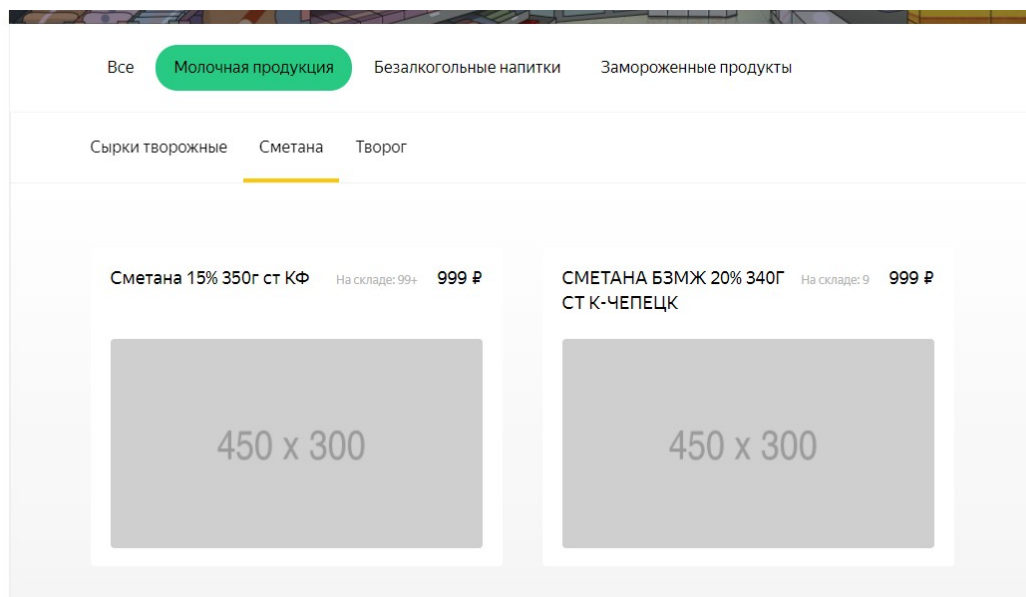 Все Молочная продукция Безалкогольные напитки Замороженные продукты
Сырки творожные Сметана Творог
Сметана 15% 350г ст КФ На складе: 99+ 999 ₽
СМЕТАНА БЗМЖ 20% 340Г На складе: 9 999 ₽
СТ К-ЧЕПЕЦК
450 x 300
450 x 300